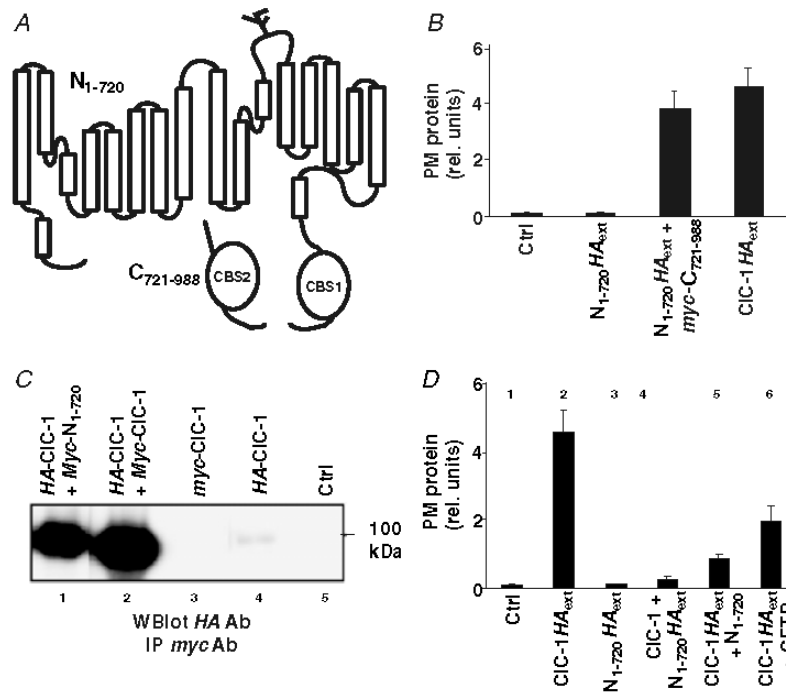 A
N1-720
C721-988
CBS2
CBS1
B
PM protein
(rel. units)
6
4
2
0
Ctrl
N1-720HAext
N1-720HAext +
myc-C721-988
ClC-1HAext
C
HA-ClC-1
+ Myc-N1-720
HA-ClC-1
+ Myc-ClC-1
myc-ClC-1
HA-ClC-1
Ctrl
100
kDa
1 2 3 4 5
WBlot HA Ab
IP myc Ab
D
PM protein
(rel. units)
6
4
2
0
1 2 3 4 5 6
Ctrl
ClC-1HAext
N1-720HAext
ClC-1 +
N1-720HAext
ClC-1HAext
+ N1-720
ClC-1HAext